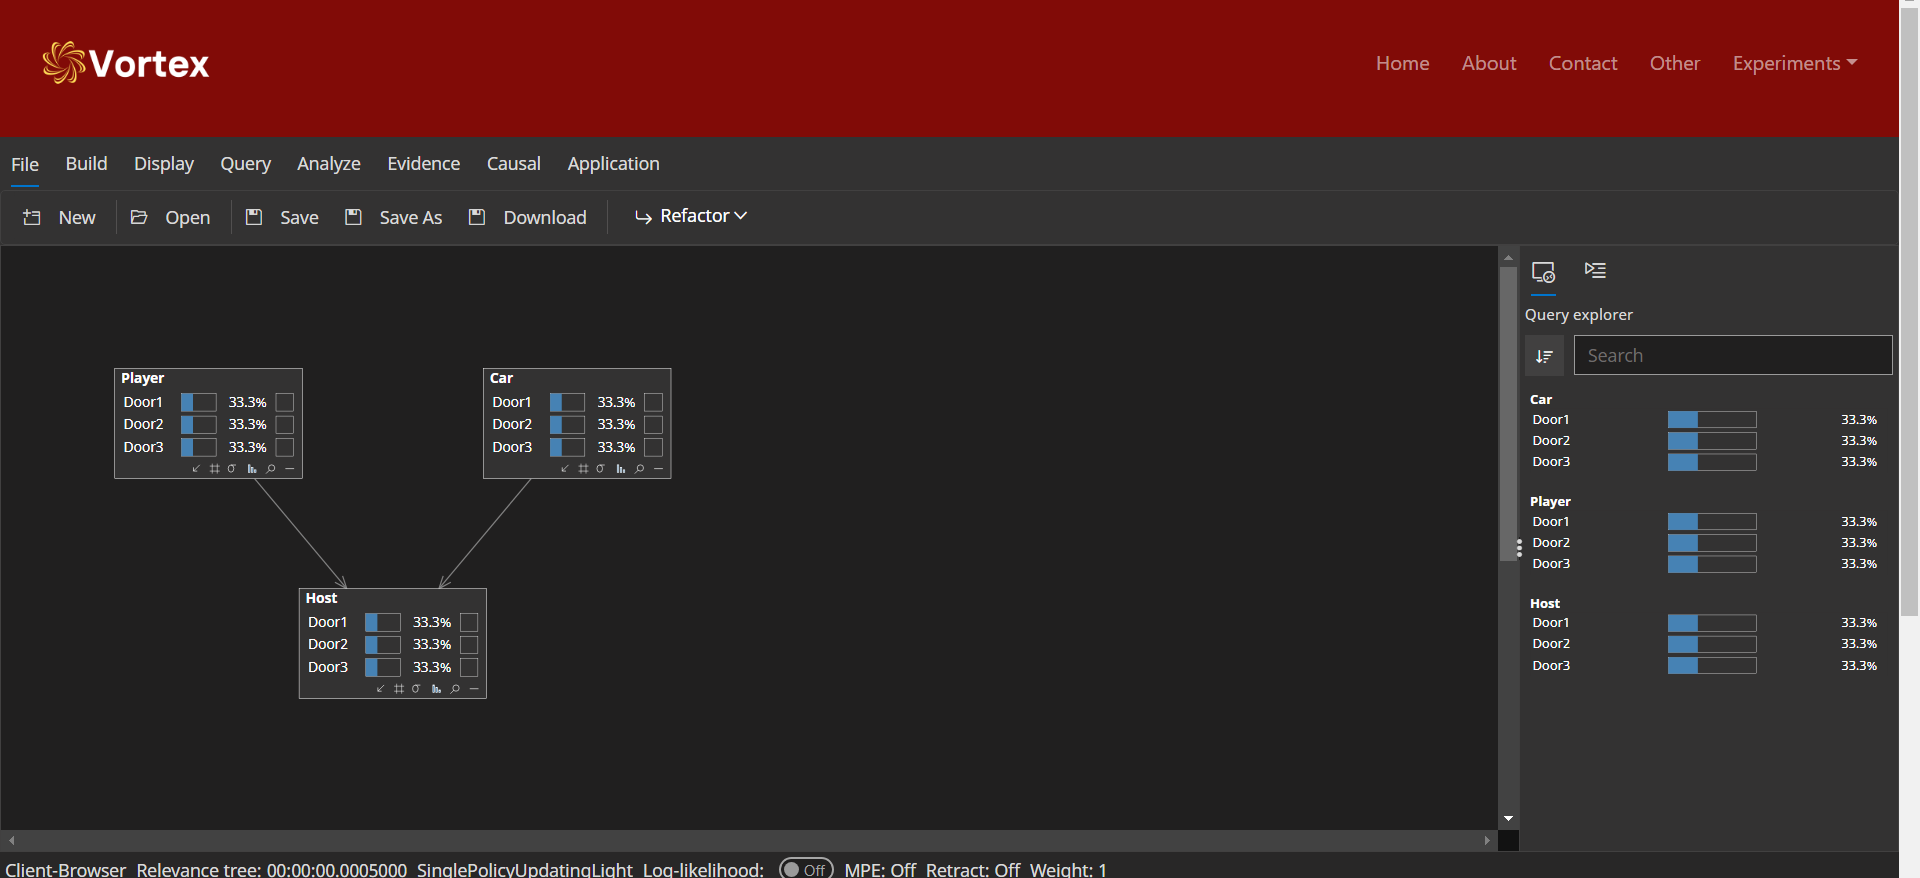 Vortex
Home About Contact Other Experiments
File Build Display Query Analyze Evidence Causal Application
New Open Save Save As Download Refactor
Query explorer
Search
Player
Door1 33.3%
Door2 33.3%
Door3 33.3%
Car
Door1 33.3%
Door2 33.3%
Door3 33.3%
Host
Door1 33.3%
Door2 33.3%
Door3 33.3%
Car
Door1 33.3%
Door2 33.3%
Door3 33.3%
Player
Door1 33.3%
Door2 33.3%
Door3 33.3%
Host
Door1 33.3%
Door2 33.3%
Door3 33.3%
Client-Browser Relevance tree: 00:00:00.0005000 SinglePolicyUpdatingLight Log-likelihood: Off MPE: Off Retract: Off Weight: 1